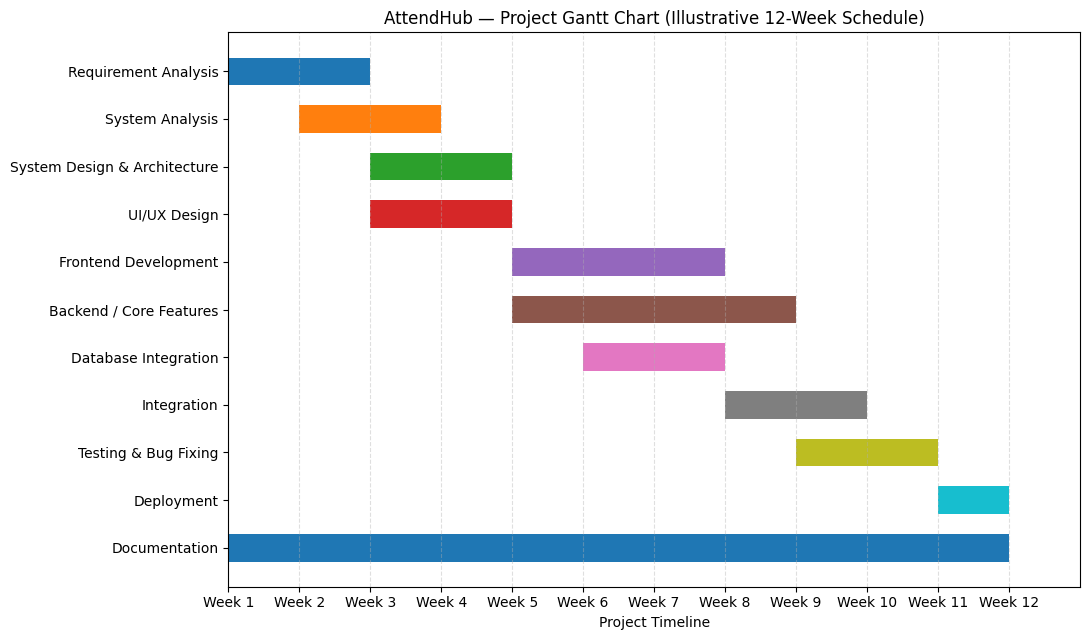 AttendHub — Project Gantt Chart (Illustrative 12-Week Schedule)
Requirement Analysis
System Analysis
System Design & Architecture
UI/UX Design
Frontend Development
Backend / Core Features
Database Integration
Integration
Testing & Bug Fixing
Deployment
Documentation
Week 1 Week 2 Week 3 Week 4 Week 5 Week 6 Week 7 Week 8 Week 9 Week 10 Week 11 Week 12
Project Timeline